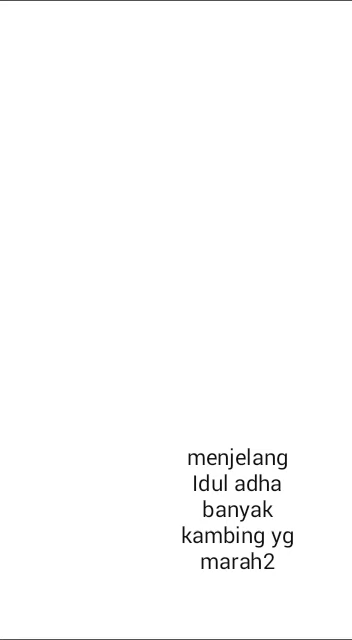 menjelang
Idul adha
banyak
kambing yg
marah2